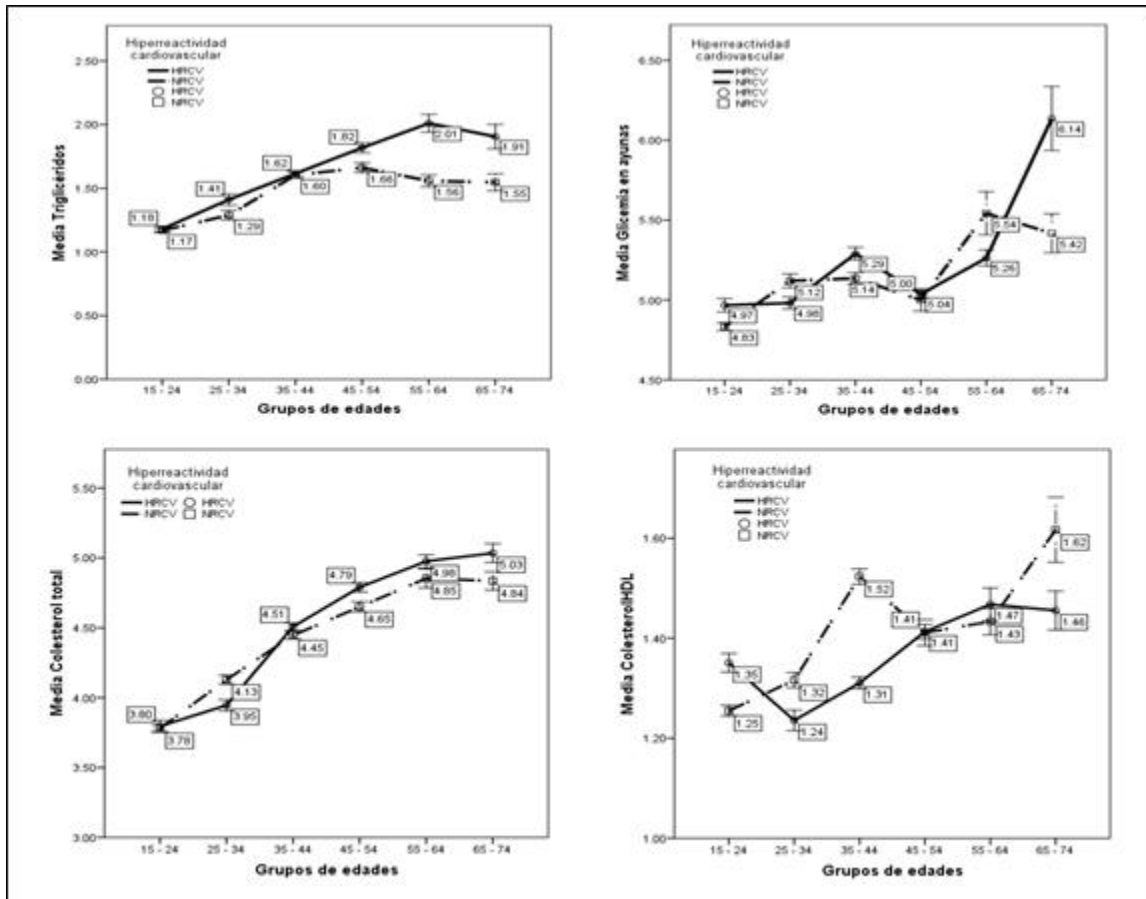 Hiperreactividad
cardiovascular
HRCV
NRCV
HRCV
NRCV
Media Trigliceridos
2.50
2.00
1.50
1.00
0.50
0.00
1.18
1.17
1.41
1.29
1.62
1.60
1.82
1.66
2.01
1.56
1.91
1.55
15 - 24
25 - 34
35 - 44
45 - 54
55 - 64
65 - 74
Grupos de edades
Hiperreactividad
cardiovascular
HRCV
NRCV
HRCV
NRCV
Media Glicemia en ayunas
6.50
6.00
5.50
5.00
4.50
4.97
4.83
5.12
4.98
5.29
5.14
5.00
5.04
5.54
5.26
6.14
5.42
15 - 24
25 - 34
35 - 44
45 - 54
55 - 64
65 - 74
Grupos de edades
Hiperreactividad
cardiovascular
HRCV HRCV
NRCV NRCV
Media Colesterol total
5.50
5.00
4.50
4.00
3.50
3.00
3.80
3.78
4.13
3.95
4.51
4.45
4.79
4.65
4.98
4.85
5.03
4.84
15 - 24
25 - 34
35 - 44
45 - 54
55 - 64
65 - 74
Grupos de edades
Hiperreactividad
cardiovascular
HRCV
NRCV
HRCV
NRCV
Media ColesterolHDL
1.60
1.40
1.20
1.00
1.35
1.25
1.32
1.24
1.52
1.31
1.41
1.41
1.47
1.43
1.62
1.46
15 - 24
25 - 34
35 - 44
45 - 54
55 - 64
65 - 74
Grupos de edades